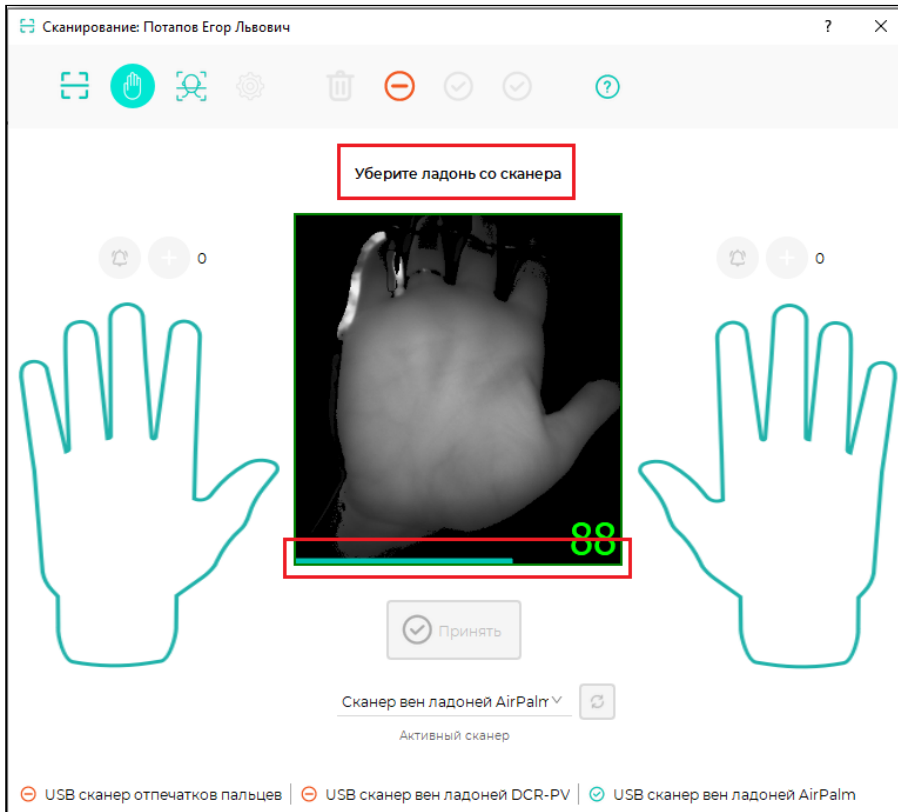 Сканирование: Потапов Егор Львович
?
Уберите ладонь со сканера
0
0
88
Принять
Сканер вен ладоней AirPalm
Активный сканер
USB сканер отпечатков пальцев
USB сканер вен ладоней DCR-PV
USB сканер вен ладоней AirPalm